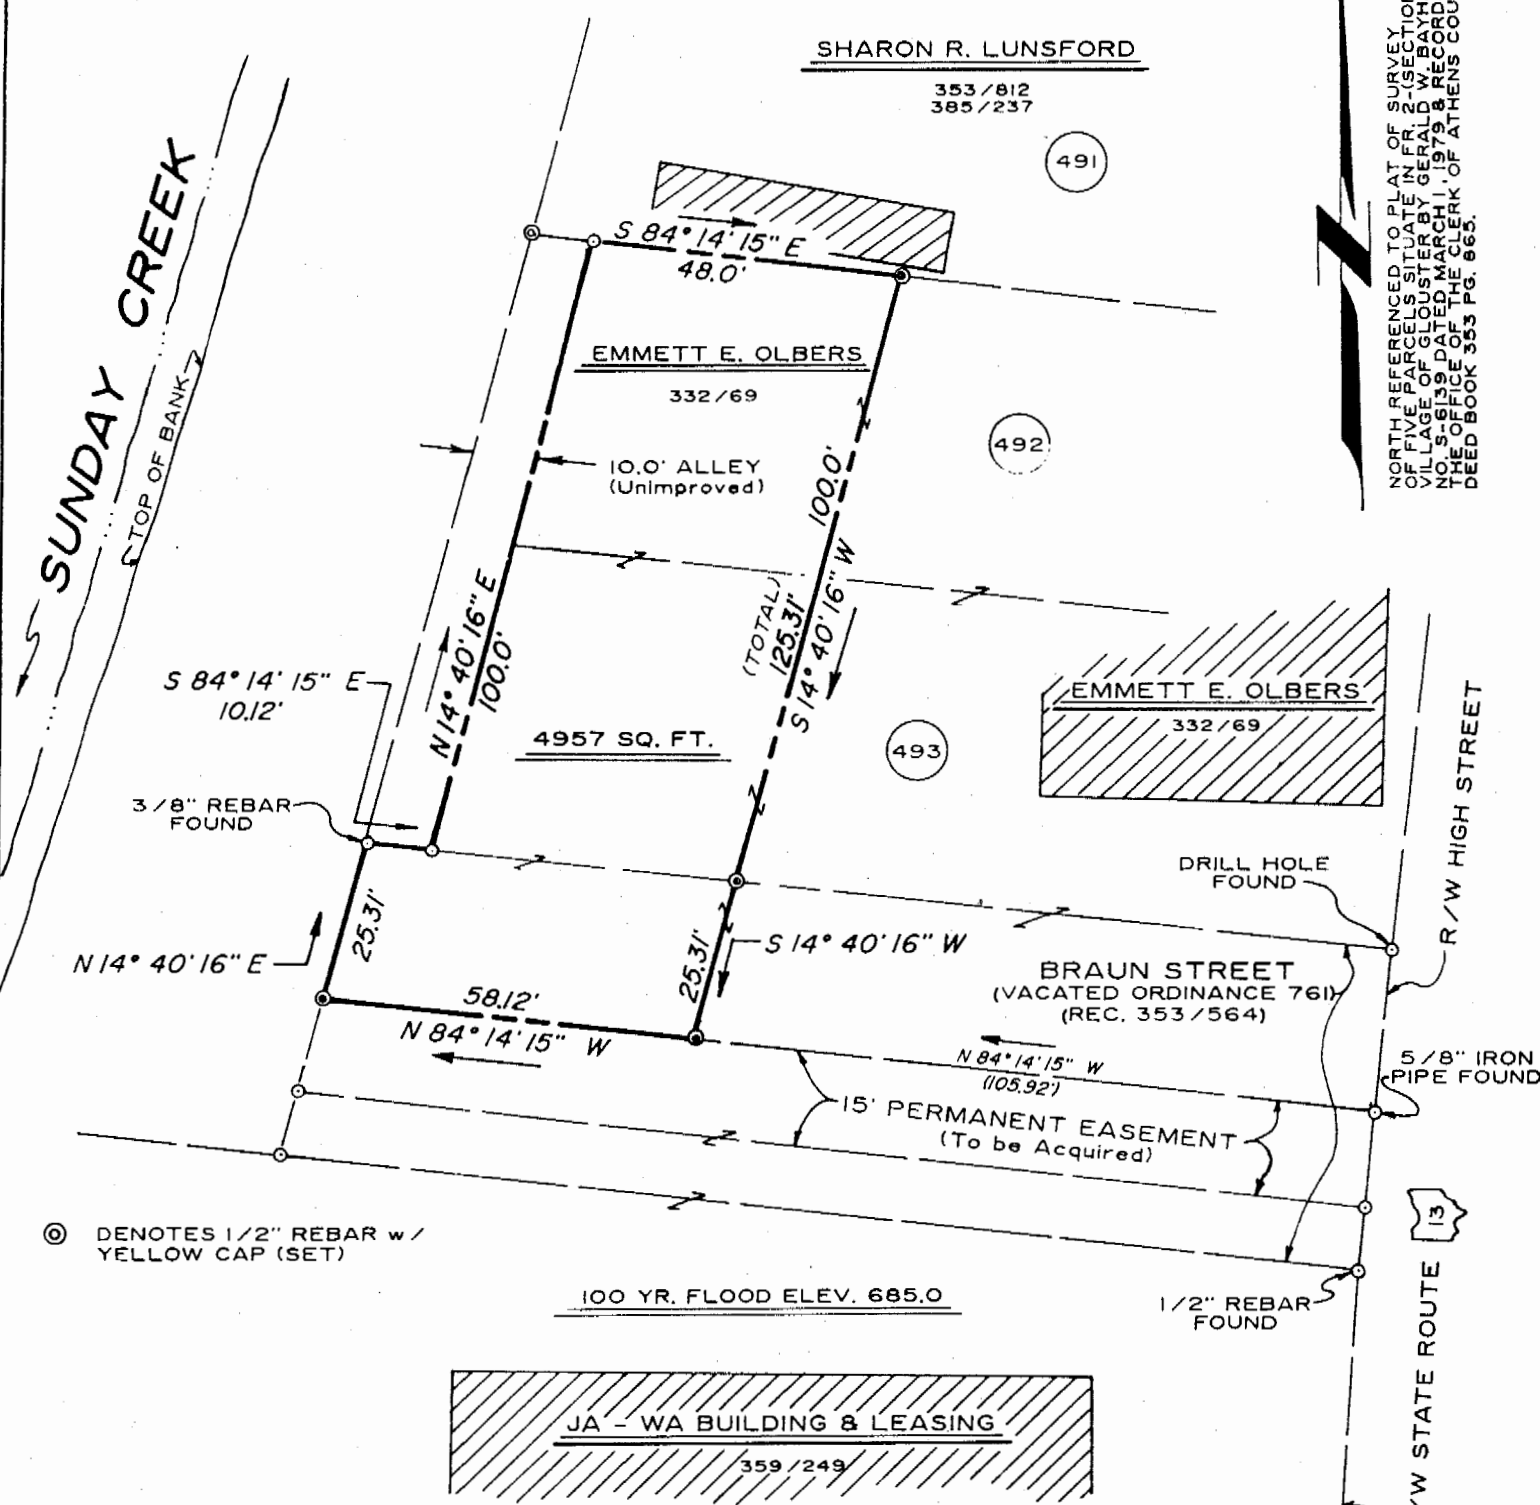 SHARON R. LUNSFORD
353/812
385/237
491
NORTH REFERENCED TO PLAT OF SURVEY
OF FIVE PARCELS SITUATE IN FR. 2-(SECTION
VILLAGE OF GLOUSTER BY GERALD W. BAYH
NO. S-6139 DATED MARCH 1, 1979 & RECORD
THE OFFICE OF THE CLERK OF ATHENS COU
DEED BOOK 353 PG. 865.
SUNDAY CREEK
TOP OF BANK
S 84° 14' 15" E
48.0'
EMMETT E. OLBERS
332/69
492
10.0' ALLEY
(Unimproved)
100.0'
(TOTAL)
125.31'
S 14° 40' 16" W
N 14° 40' 16" E
100.0'
S 84° 14' 15" E
10.12'
4957 SQ. FT.
493
EMMETT E. OLBERS
332/69
R/W HIGH STREET
3/8" REBAR
FOUND
DRILL HOLE
FOUND
25.31'
N 14° 40' 16" E
25.31'
S 14° 40' 16" W
BRAUN STREET
(VACATED ORDINANCE 761)
(REC. 353/564)
58.12'
N 84° 14' 15" W
N 84° 14' 15" W
(105.92')
5/8" IRON
PIPE FOUND
15' PERMANENT EASEMENT
(To be Acquired)
13
DENOTES 1/2" REBAR w/
YELLOW CAP (SET)
100 YR. FLOOD ELEV. 685.0
1/2" REBAR
FOUND
/W STATE ROUTE
JA - WA BUILDING & LEASING
359/249